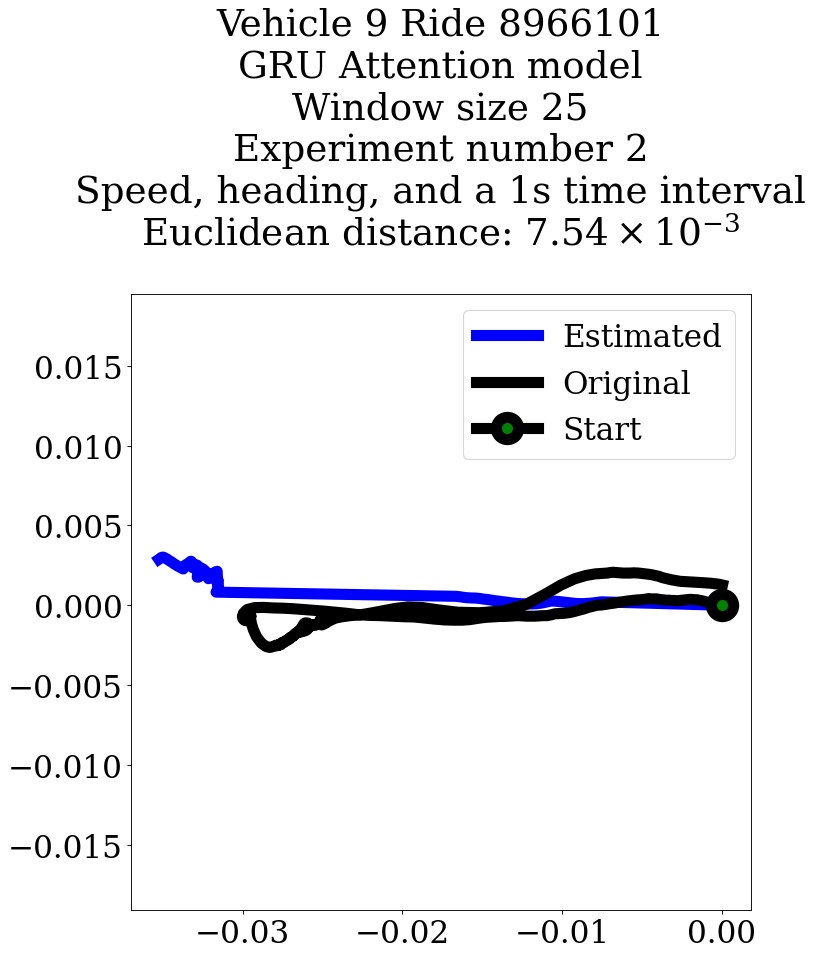 Vehicle 9 Ride 8966101
GRU Attention model
Window size 25
Experiment number 2
Speed, heading, and a 1s time interval
Euclidean distance: 7.54 × 10⁻³
Estimated
Original
Start
0.015
0.010
0.005
0.000
−0.005
−0.010
−0.015
−0.03
−0.02
−0.01
0.00